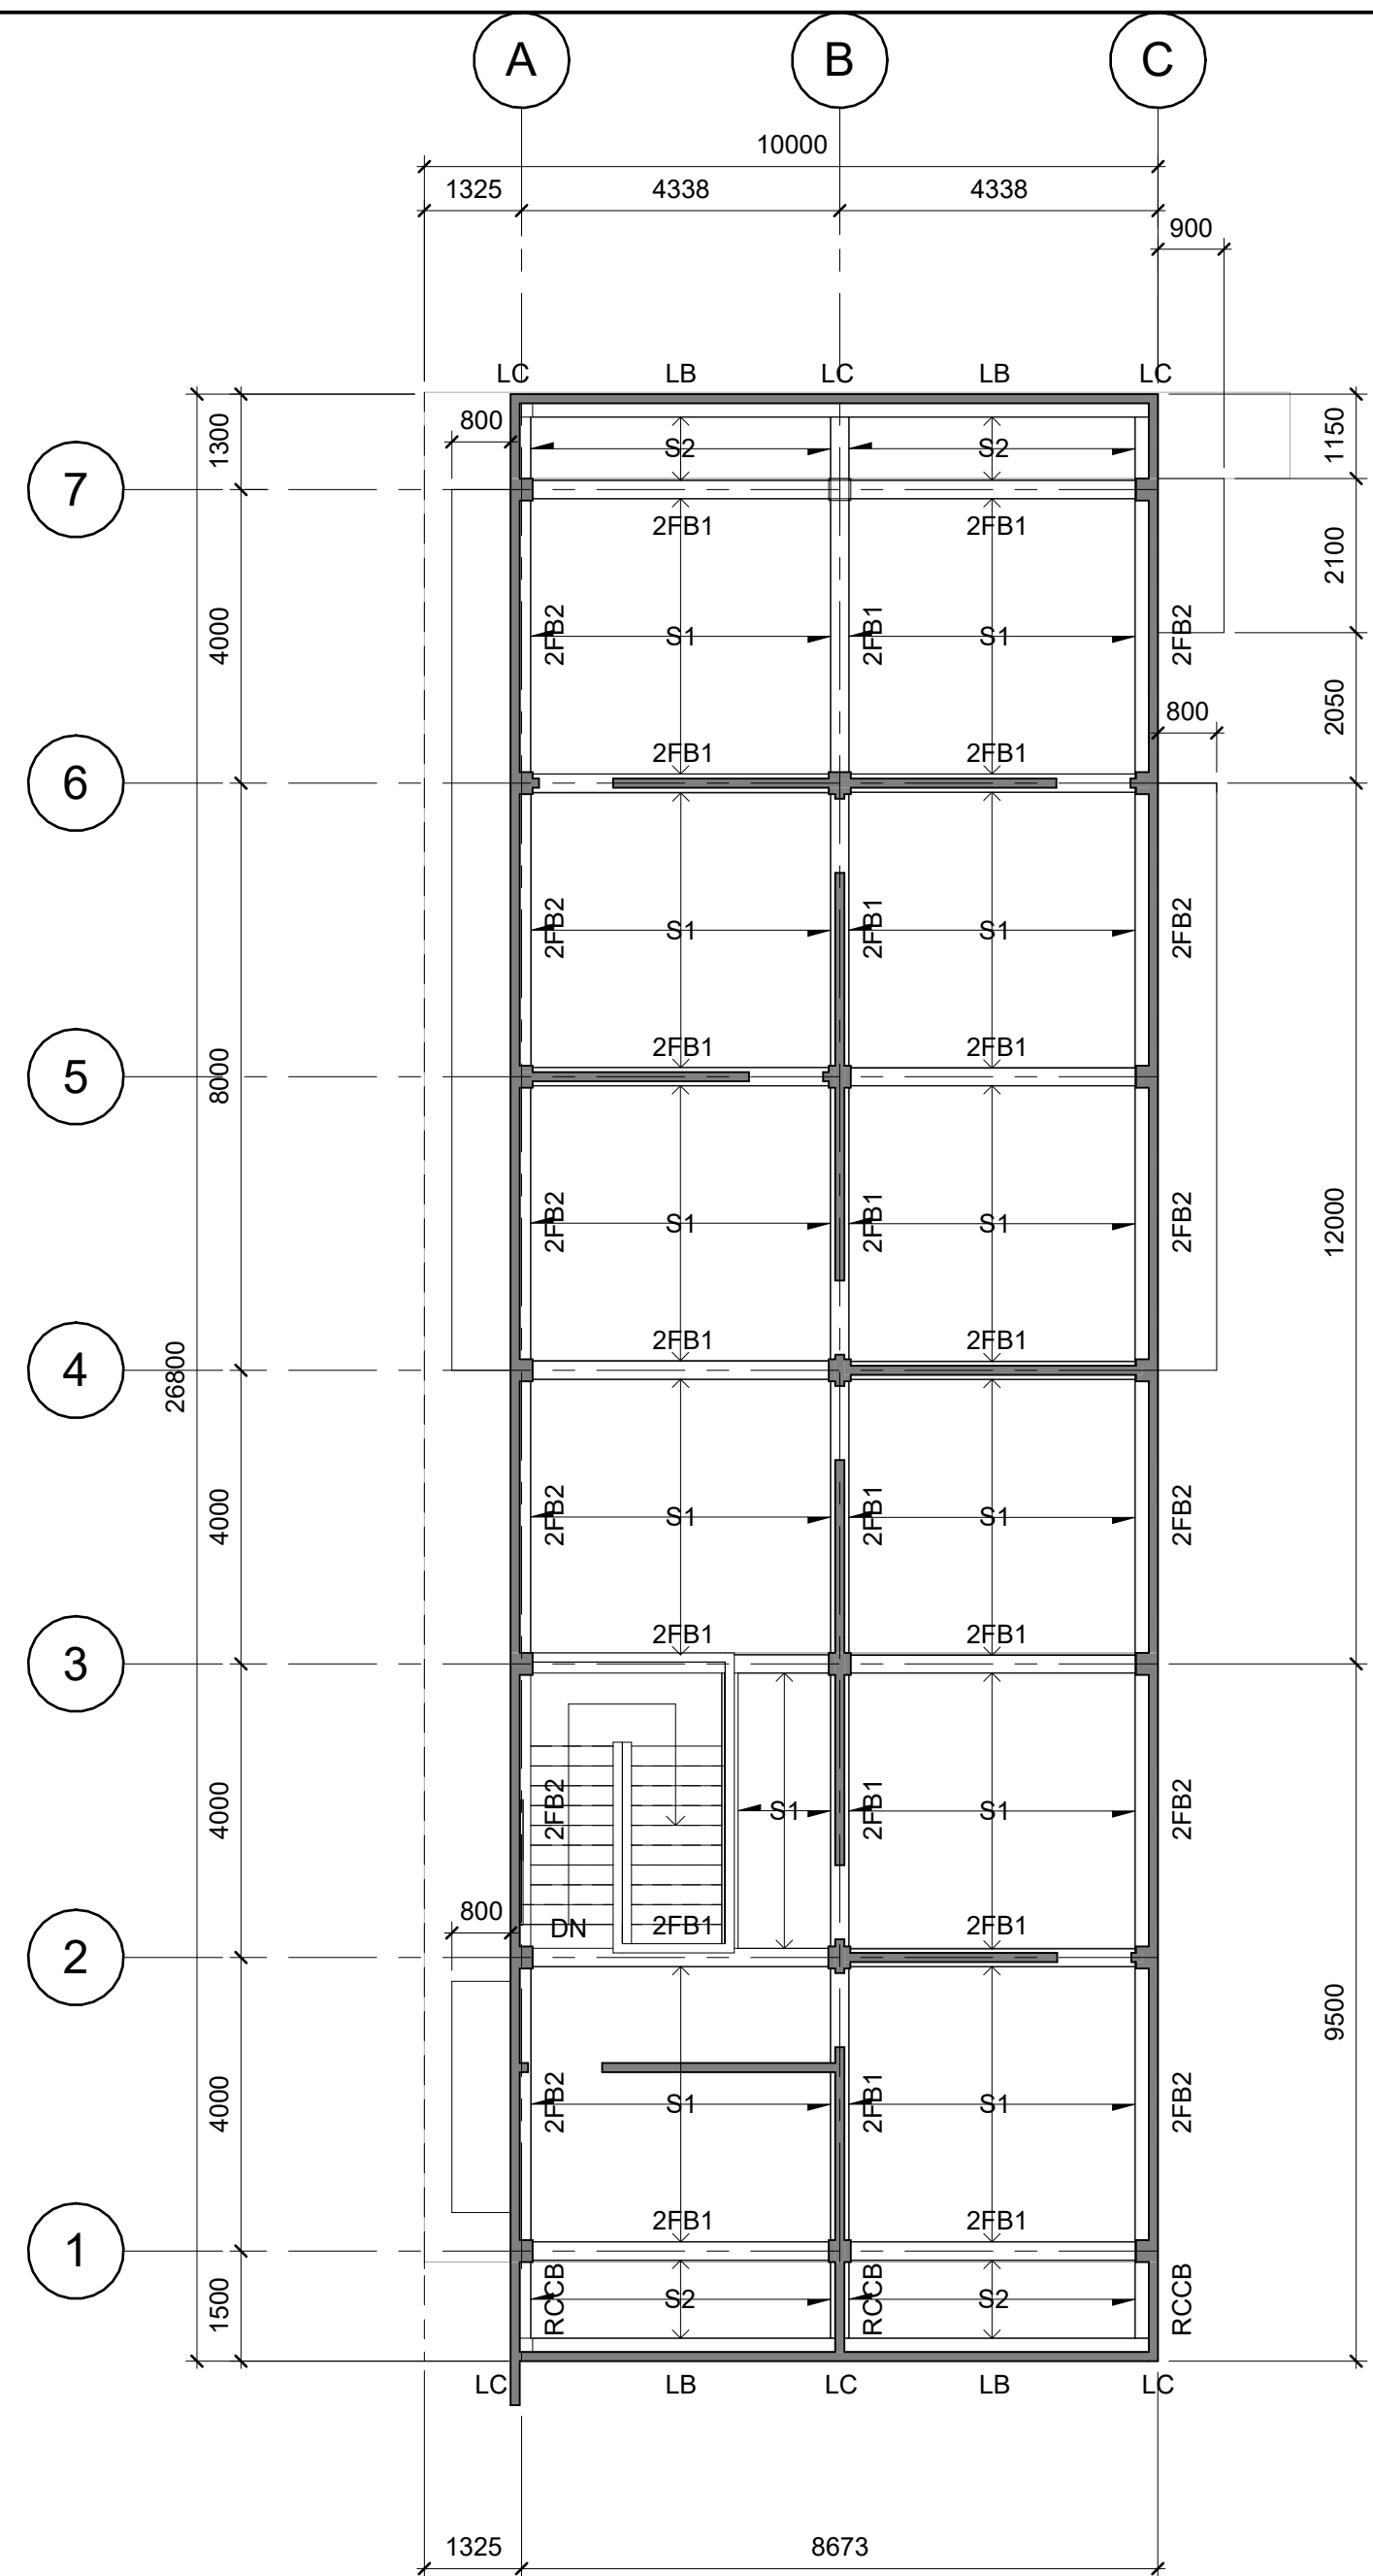 A B C
10000
1325 4338 4338
900
LC LB LC LB LC
1300 800 S2 S2 1150
7
2FB1 2FB1
2100
4000 2FB2 S1 2FB1 S1 2FB2
2050
800
2FB1 2FB1
6
2FB2 S1 2FB1 S1 2FB2
2FB1 2FB1
5 8000
12000
2FB2 S1 2FB1 S1 2FB2
2FB1 2FB1
4 26800
4000 2FB2 S1 2FB1 S1 2FB2
2FB1 2FB1
3
4000 2FB2 S1 2FB1 S1 2FB2
800 DN 2FB1 2FB1
2
9500
4000 2FB2 S1 2FB1 S1 2FB2
2FB1 2FB1
1
1500 RCCB S2 RCCB S2 RCCB
LC LB LC LB LC
1325 8673